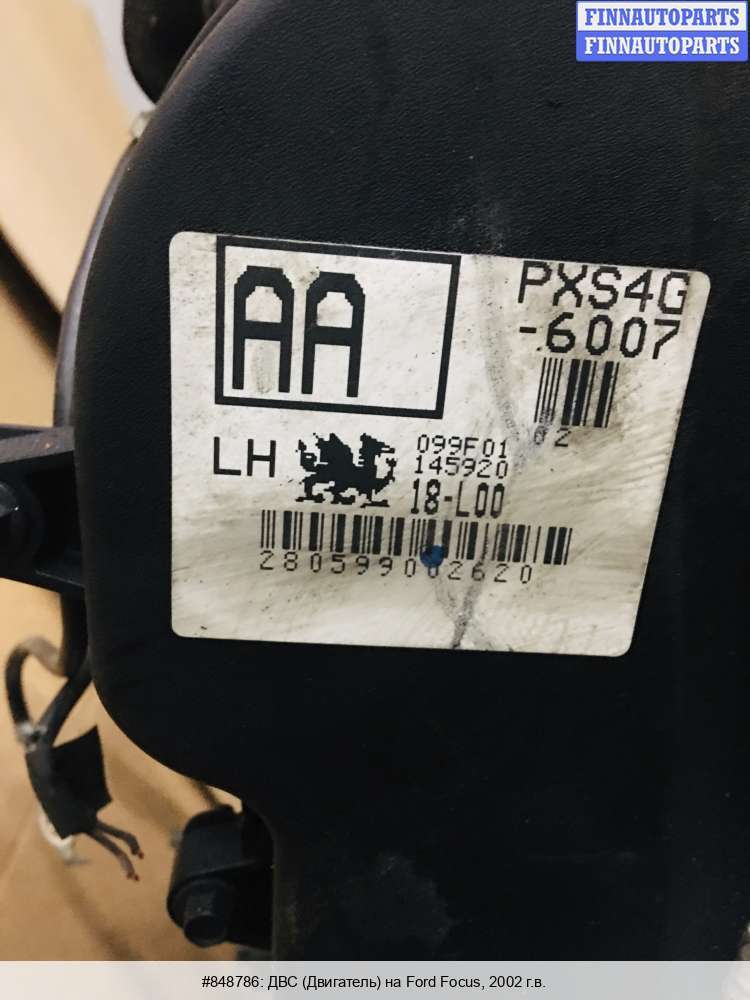 FINNAUTOPARTS
FINNAUTOPARTS
AA
PXS4G
-6007
02
LH
099F01
145920
18-L00
280599002620
#848786: ДВС (Двигатель) на Ford Focus, 2002 г.в.